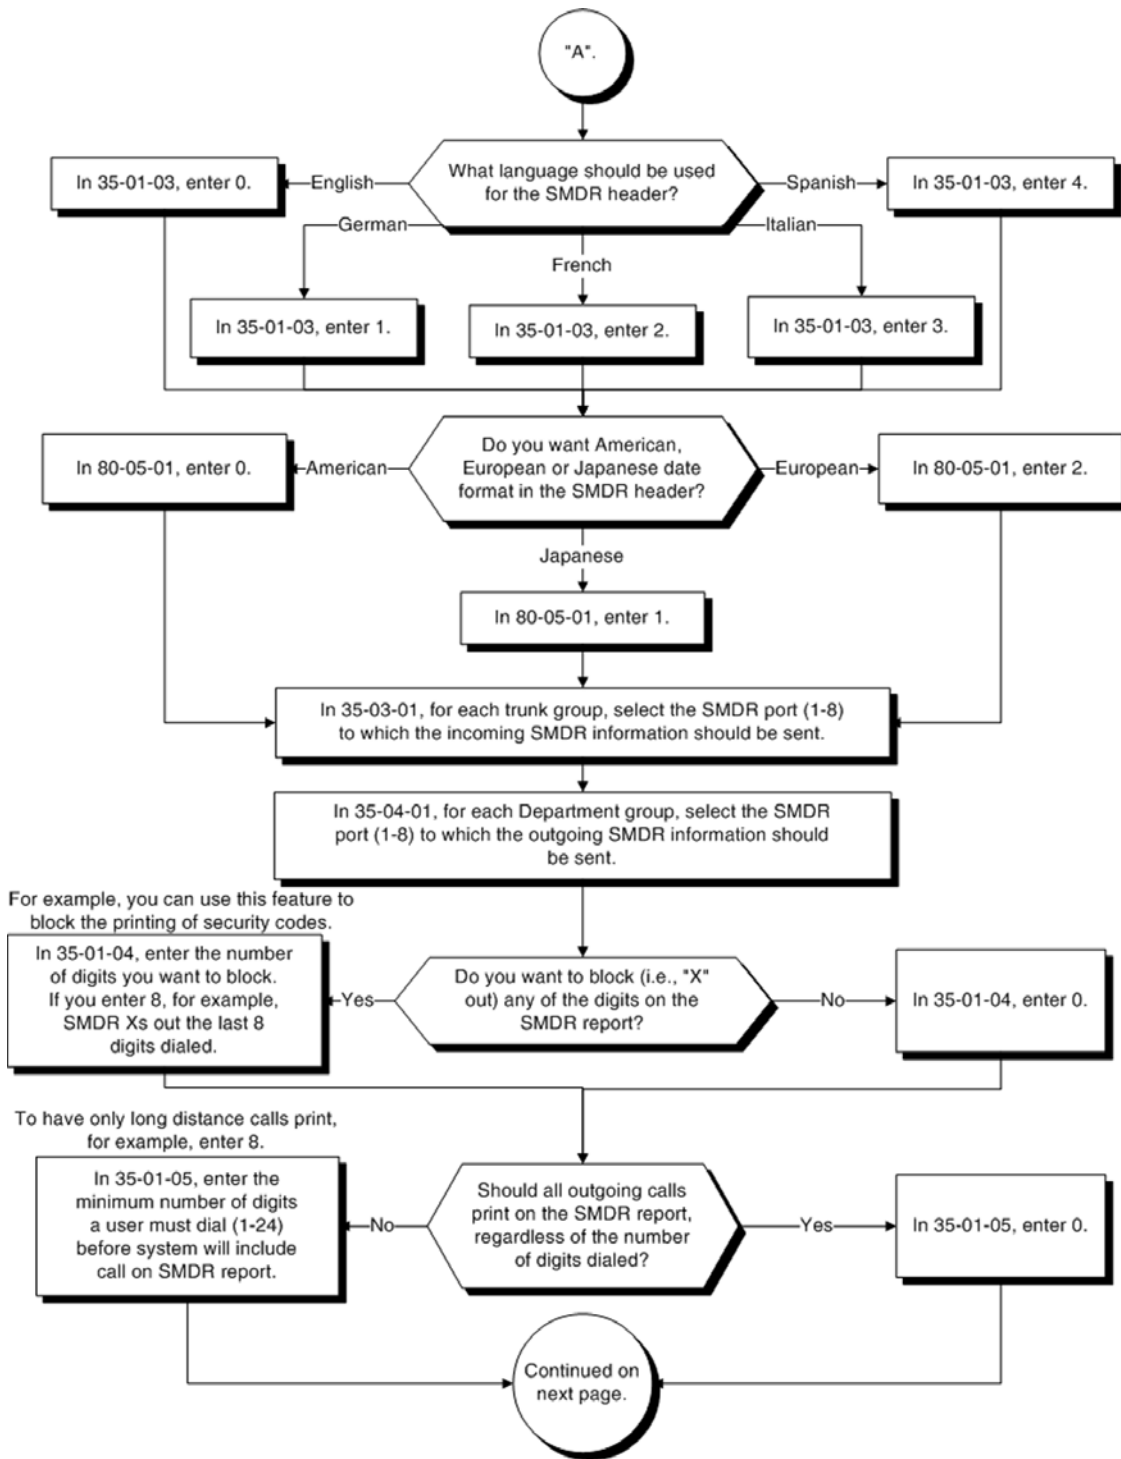 "A".
What language should be used
for the SMDR header?
In 35-01-03, enter 0.
English
Spanish
In 35-01-03, enter 4.
German
Italian
French
In 35-01-03, enter 1.
In 35-01-03, enter 2.
In 35-01-03, enter 3.
Do you want American,
European or Japanese date
format in the SMDR header?
In 80-05-01, enter 0.
American
European
In 80-05-01, enter 2.
Japanese
In 80-05-01, enter 1.
In 35-03-01, for each trunk group, select the SMDR port (1-8)
to which the incoming SMDR information should be sent.
In 35-04-01, for each Department group, select the SMDR
port (1-8) to which the outgoing SMDR information should
be sent.
For example, you can use this feature to
block the printing of security codes.
In 35-01-04, enter the number
of digits you want to block.
If you enter 8, for example,
SMDR Xs out the last 8
digits dialed.
Yes
Do you want to block (i.e., "X"
out) any of the digits on the
SMDR report?
No
In 35-01-04, enter 0.
To have only long distance calls print,
for example, enter 8.
In 35-01-05, enter the
minimum number of digits
a user must dial (1-24)
before system will include
call on SMDR report.
No
Should all outgoing calls
print on the SMDR report,
regardless of the number
of digits dialed?
Yes
In 35-01-05, enter 0.
Continued on
next page.